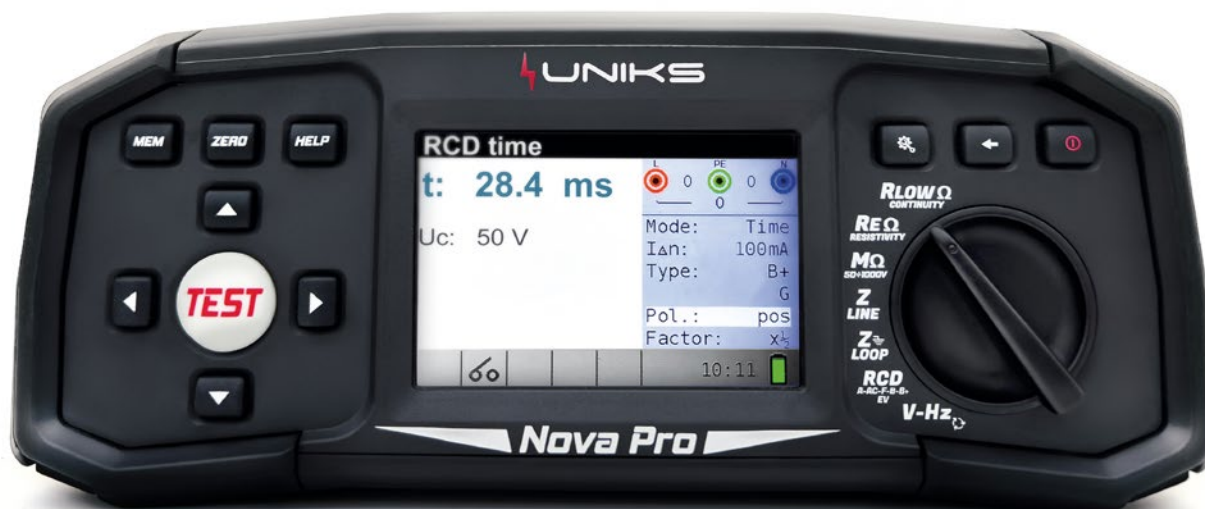 UNIKS
MEM
ZERO
HELP
TEST
RCD time
t: 28.4 ms
Uc: 50 V
L PE N
0 0
0
Mode: Time
IΔn: 100mA
Type: B+
G
Pol.: pos
Factor: x½
10:11
RLOW Ω
CONTINUITY
RE Ω
RESISTIVITY
MΩ
50÷1000V
Z
LINE
Z
LOOP
RCD
A-AC-F-B-B+
EV
V-Hz
Nova Pro